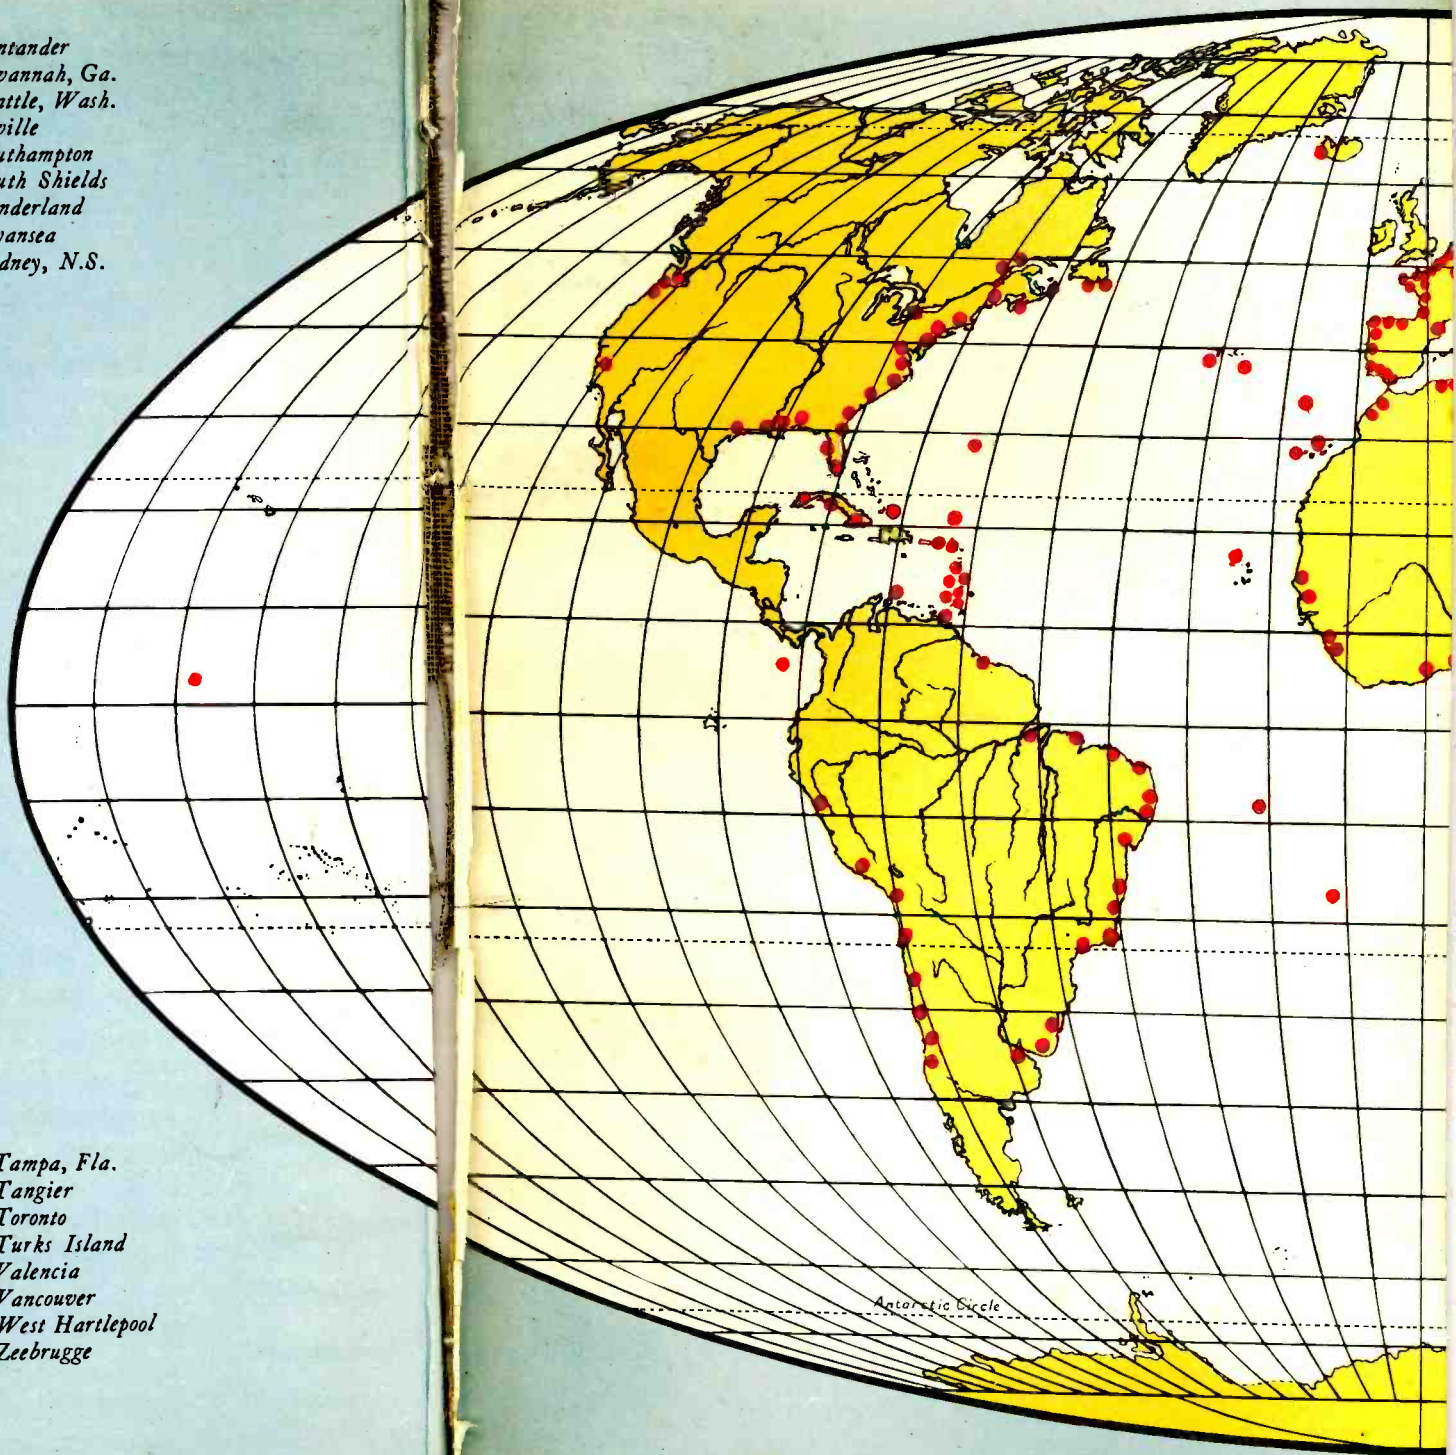 ntander
vannah, Ga.
attle, Wash.
ville
uthampton
uth Shields
nderland
vansea
dney, N.S.
Tampa, Fla.
Tangier
Toronto
Turks Island
Valencia
Vancouver
West Hartlepool
Zeebrugge
Antarctic Circle